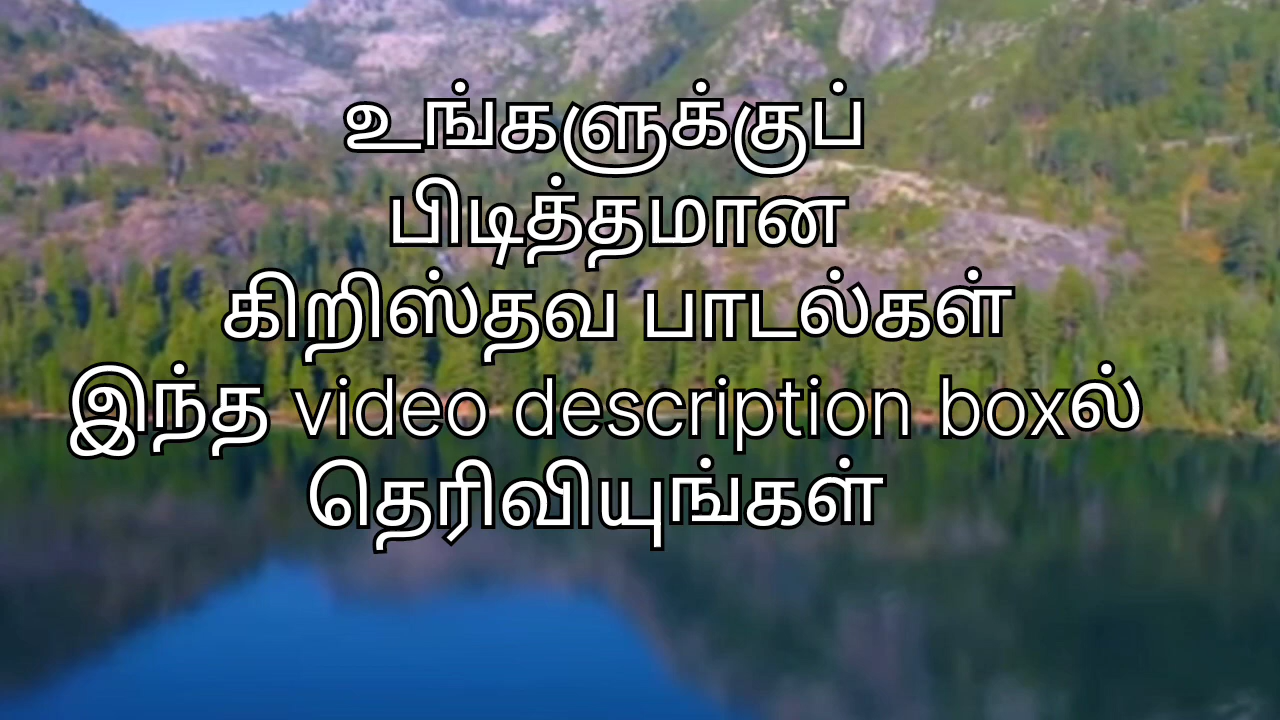 உங்களுக்குப்
பிடித்தமான
கிறிஸ்தவ பாடல்கள்
இந்த video description boxல்
தெரிவியுங்கள்